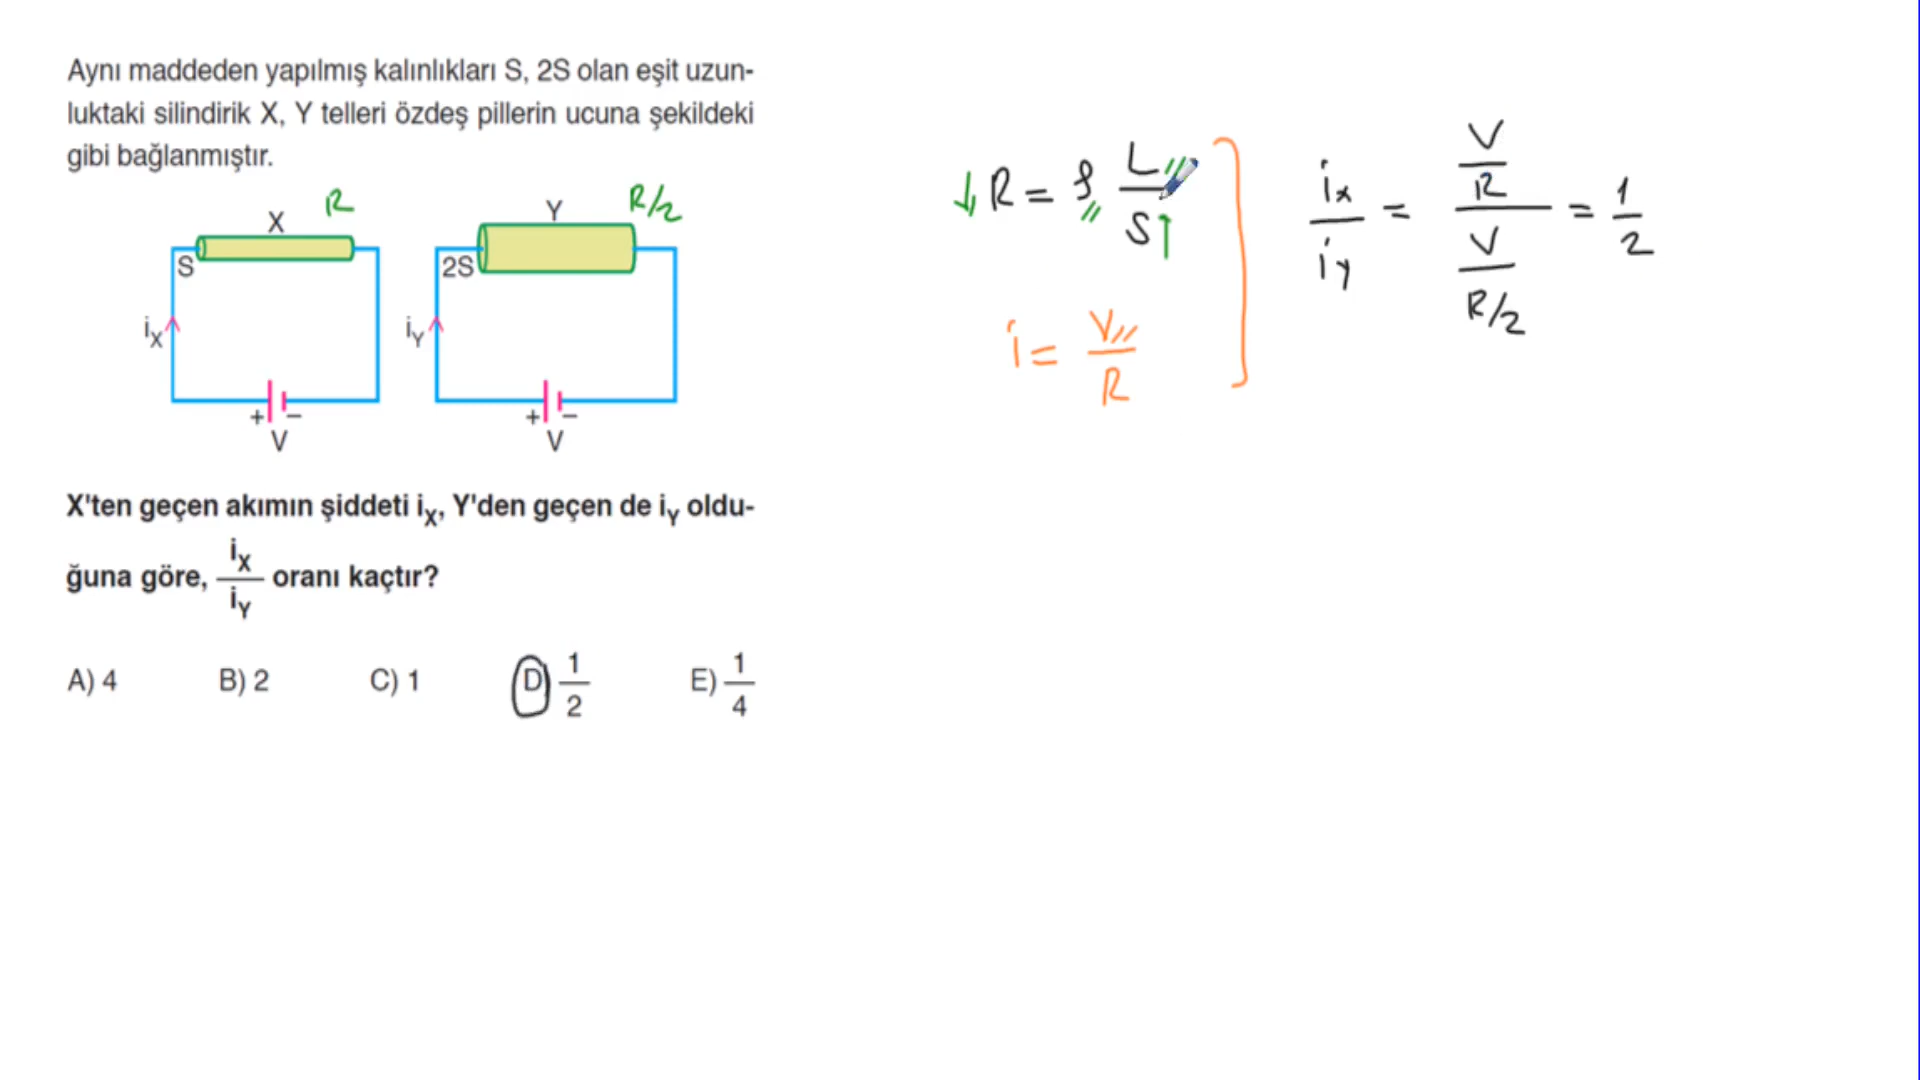 Aynı maddeden yapılmış kalınlıkları S, 2S olan eşit uzun-
luktaki silindirik X, Y telleri özdeş pillerin ucuna şekildeki
gibi bağlanmıştır.
X R Y R/2
S 2S
iX iY
+ − + −
V V
X'ten geçen akımın şiddeti iX, Y'den geçen de iY oldu-
ğuna göre, iX/iY oranı kaçtır?
A) 4 B) 2 C) 1 D) 1/2 E) 1/4
↓R = ρ L/S↑
i = V/R
ix/iy = (V/R)/(V/(R/2)) = 1/2